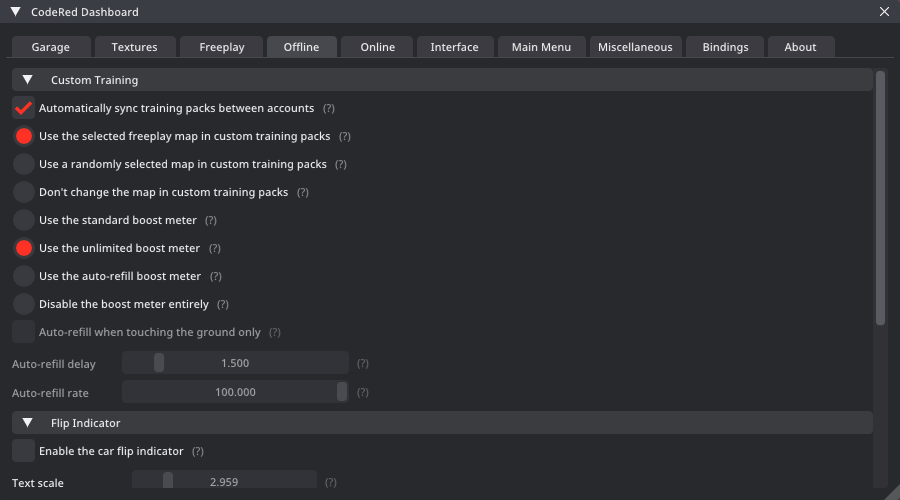 CodeRed Dashboard
Garage Textures Freeplay Offline Online Interface Main Menu Miscellaneous Bindings About
Custom Training
Automatically sync training packs between accounts (?)
Use the selected freeplay map in custom training packs (?)
Use a randomly selected map in custom training packs (?)
Don't change the map in custom training packs (?)
Use the standard boost meter (?)
Use the unlimited boost meter (?)
Use the auto-refill boost meter (?)
Disable the boost meter entirely (?)
Auto-refill when touching the ground only (?)
Auto-refill delay 1.500 (?)
Auto-refill rate 100.000 (?)
Flip Indicator
Enable the car flip indicator (?)
Text scale 2.959 (?)